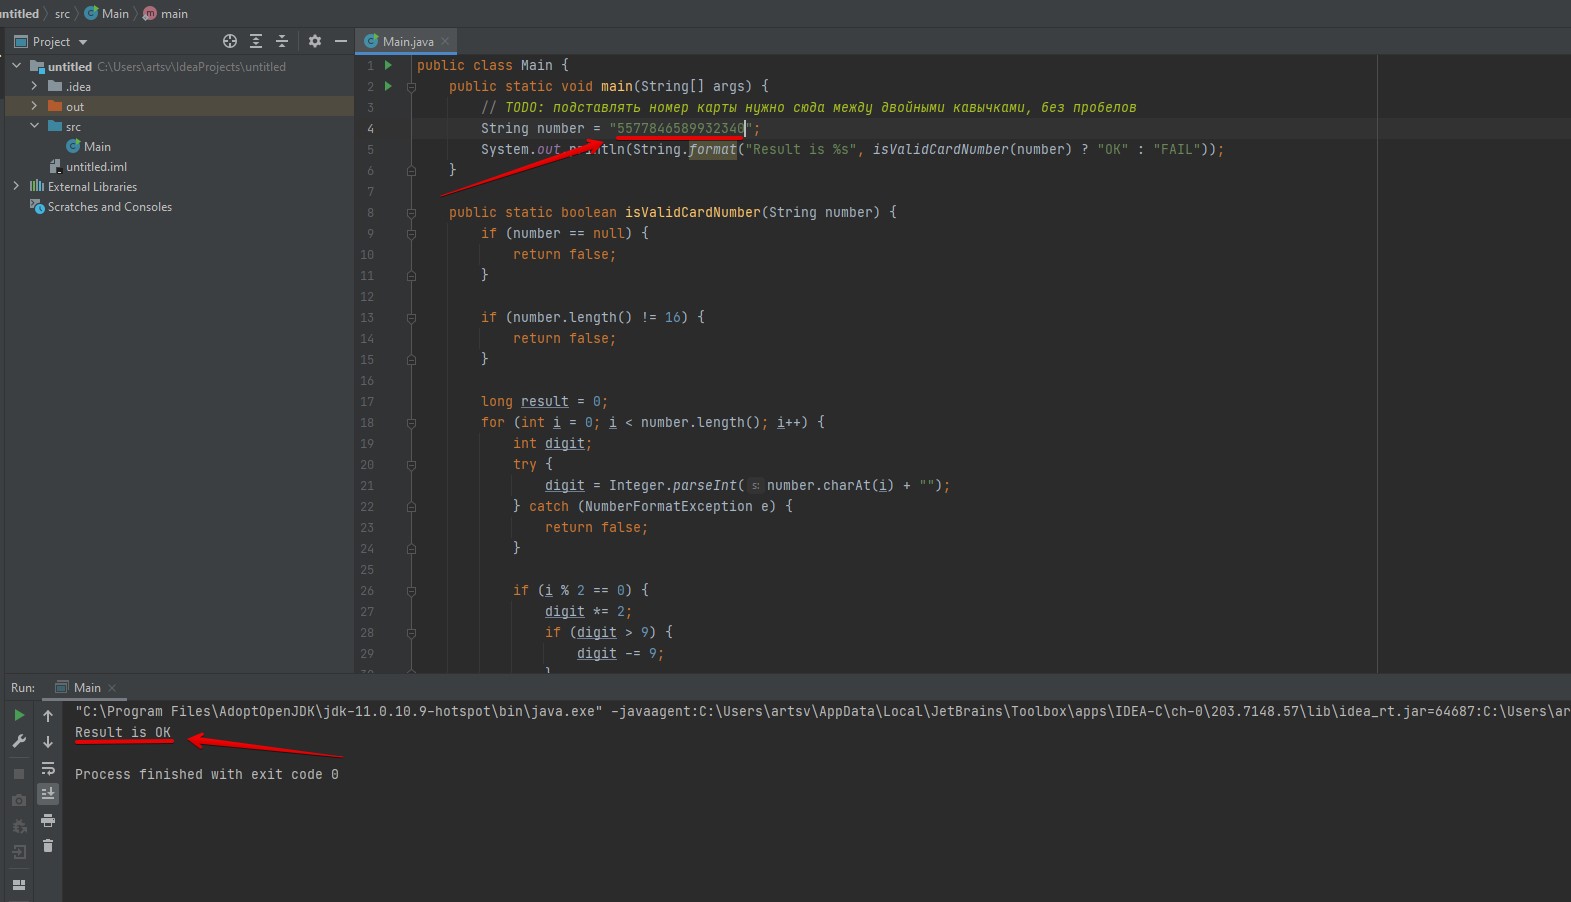 untitled src Main main
Project
Main.java
untitled C:\Users\artsv\IdeaProjects\untitled
.idea
out
src
Main
untitled.iml
External Libraries
Scratches and Consoles
1 public class Main {
2 public static void main(String[] args) {
3 // TODO: подставлять номер карты нужно сюда между двойными кавычками, без пробелов
4 String number = "5577846589932340";
5 System.out.println(String.format("Result is %s", isValidCardNumber(number) ? "OK" : "FAIL"));
6 }
7
8 public static boolean isValidCardNumber(String number) {
9 if (number == null) {
10 return false;
11 }
12
13 if (number.length() != 16) {
14 return false;
15 }
16
17 long result = 0;
18 for (int i = 0; i < number.length(); i++) {
19 int digit;
20 try {
21 digit = Integer.parseInt( s: number.charAt(i) + "");
22 } catch (NumberFormatException e) {
23 return false;
24 }
25
26 if (i % 2 == 0) {
27 digit *= 2;
28 if (digit > 9) {
29 digit -= 9;
30 }
Run: Main
"C:\Program Files\AdoptOpenJDK\jdk-11.0.10.9-hotspot\bin\java.exe" -javaagent:C:\Users\artsv\AppData\Local\JetBrains\Toolbox\apps\IDEA-C\ch-0\203.7148.57\lib\idea_rt.jar=64687:C:\Users\ar
Result is OK
Process finished with exit code 0